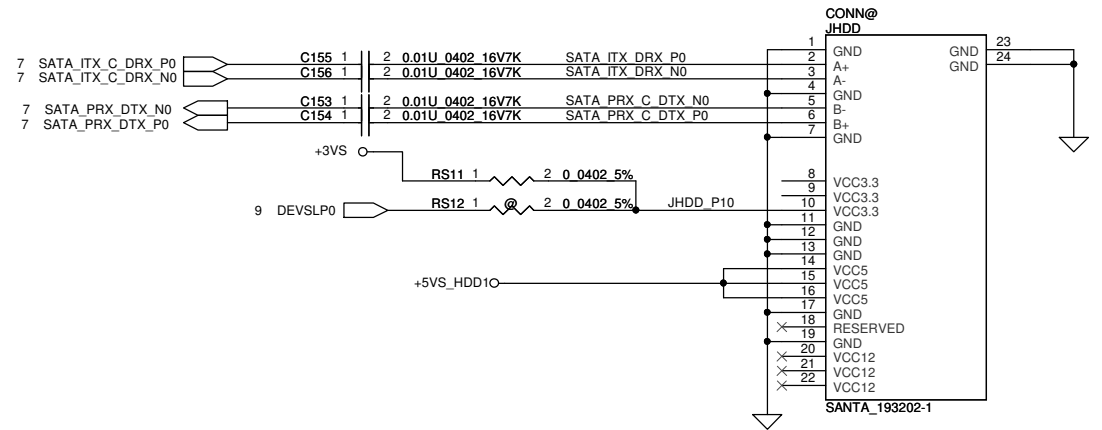 CONN@
JHDD
7 SATA_ITX_C_DRX_P0 C155 1 2 0.01U_0402_16V7K SATA_ITX_DRX_P0
7 SATA_ITX_C_DRX_N0 C156 1 2 0.01U_0402_16V7K SATA_ITX_DRX_N0
7 SATA_PRX_DTX_N0 C153 1 2 0.01U_0402_16V7K SATA_PRX_C_DTX_N0
7 SATA_PRX_DTX_P0 C154 1 2 0.01U_0402_16V7K SATA_PRX_C_DTX_P0
+3VS
RS11 1 2 0_0402_5%
9 DEVSLP0 RS12 1 @ 2 0_0402_5% JHDD_P10
+5VS_HDD1
1 GND
2 A+
3 A-
4 GND
5 B-
6 B+
7 GND
8 VCC3.3
9 VCC3.3
10 VCC3.3
11 GND
12 GND
13 GND
14 VCC5
15 VCC5
16 VCC5
17 GND
18 RESERVED
19 GND
20 VCC12
21 VCC12
22 VCC12
GND 23
GND 24
SANTA_193202-1